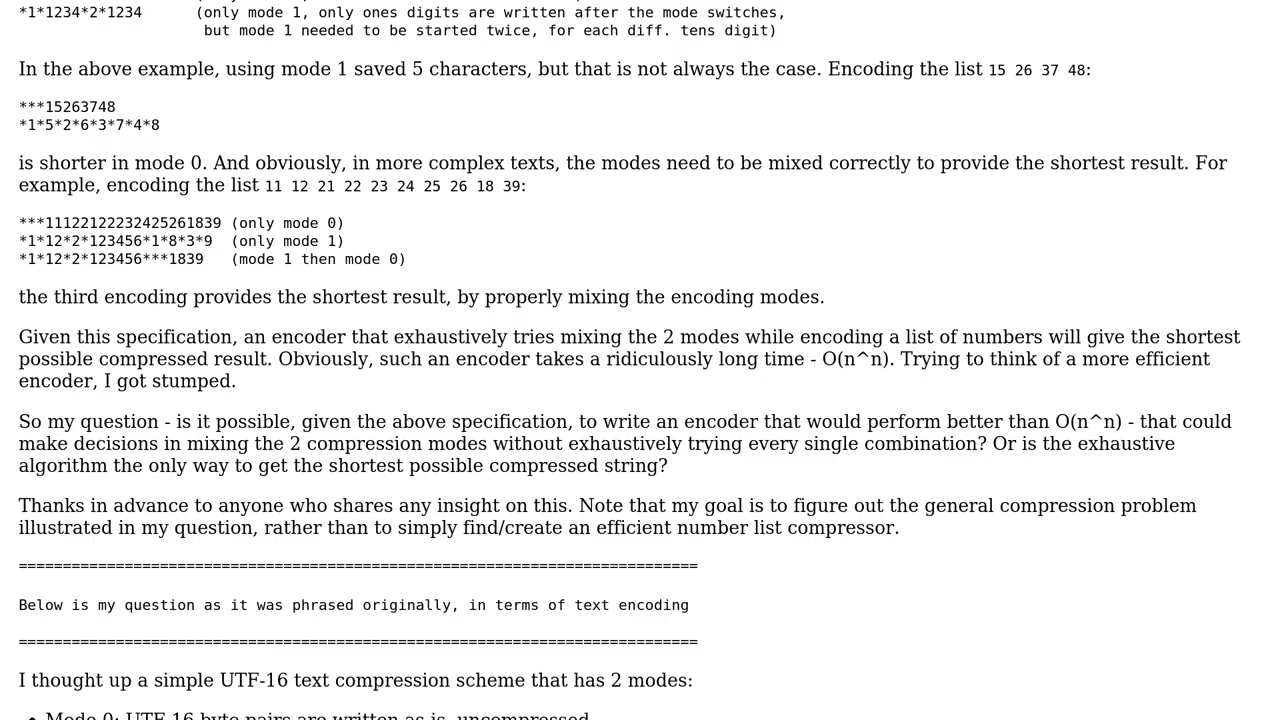 *1*1234*2*1234      (only mode 1, only ones digits are written after the mode switches,
                     but mode 1 needed to be started twice, for each diff. tens digit)
In the above example, using mode 1 saved 5 characters, but that is not always the case. Encoding the list 15 26 37 48:
***15263748
*1*5*2*6*3*7*4*8
is shorter in mode 0. And obviously, in more complex texts, the modes need to be mixed correctly to provide the shortest result. For
example, encoding the list 11 12 21 22 23 24 25 26 18 39:
***11122122232425261839 (only mode 0)
*1*12*2*123456*1*8*3*9  (only mode 1)
*1*12*2*123456***1839   (mode 1 then mode 0)
the third encoding provides the shortest result, by properly mixing the encoding modes.
Given this specification, an encoder that exhaustively tries mixing the 2 modes while encoding a list of numbers will give the shortest
possible compressed result. Obviously, such an encoder takes a ridiculously long time - O(n^n). Trying to think of a more efficient
encoder, I got stumped.
So my question - is it possible, given the above specification, to write an encoder that would perform better than O(n^n) - that could
make decisions in mixing the 2 compression modes without exhaustively trying every single combination? Or is the exhaustive
algorithm the only way to get the shortest possible compressed string?
Thanks in advance to anyone who shares any insight on this. Note that my goal is to figure out the general compression problem
illustrated in my question, rather than to simply find/create an efficient number list compressor.
=============================================================================
Below is my question as it was phrased originally, in terms of text encoding
=============================================================================
I thought up a simple UTF-16 text compression scheme that has 2 modes:
• Mode 0: UTF-16 byte pairs are written as is, uncompressed